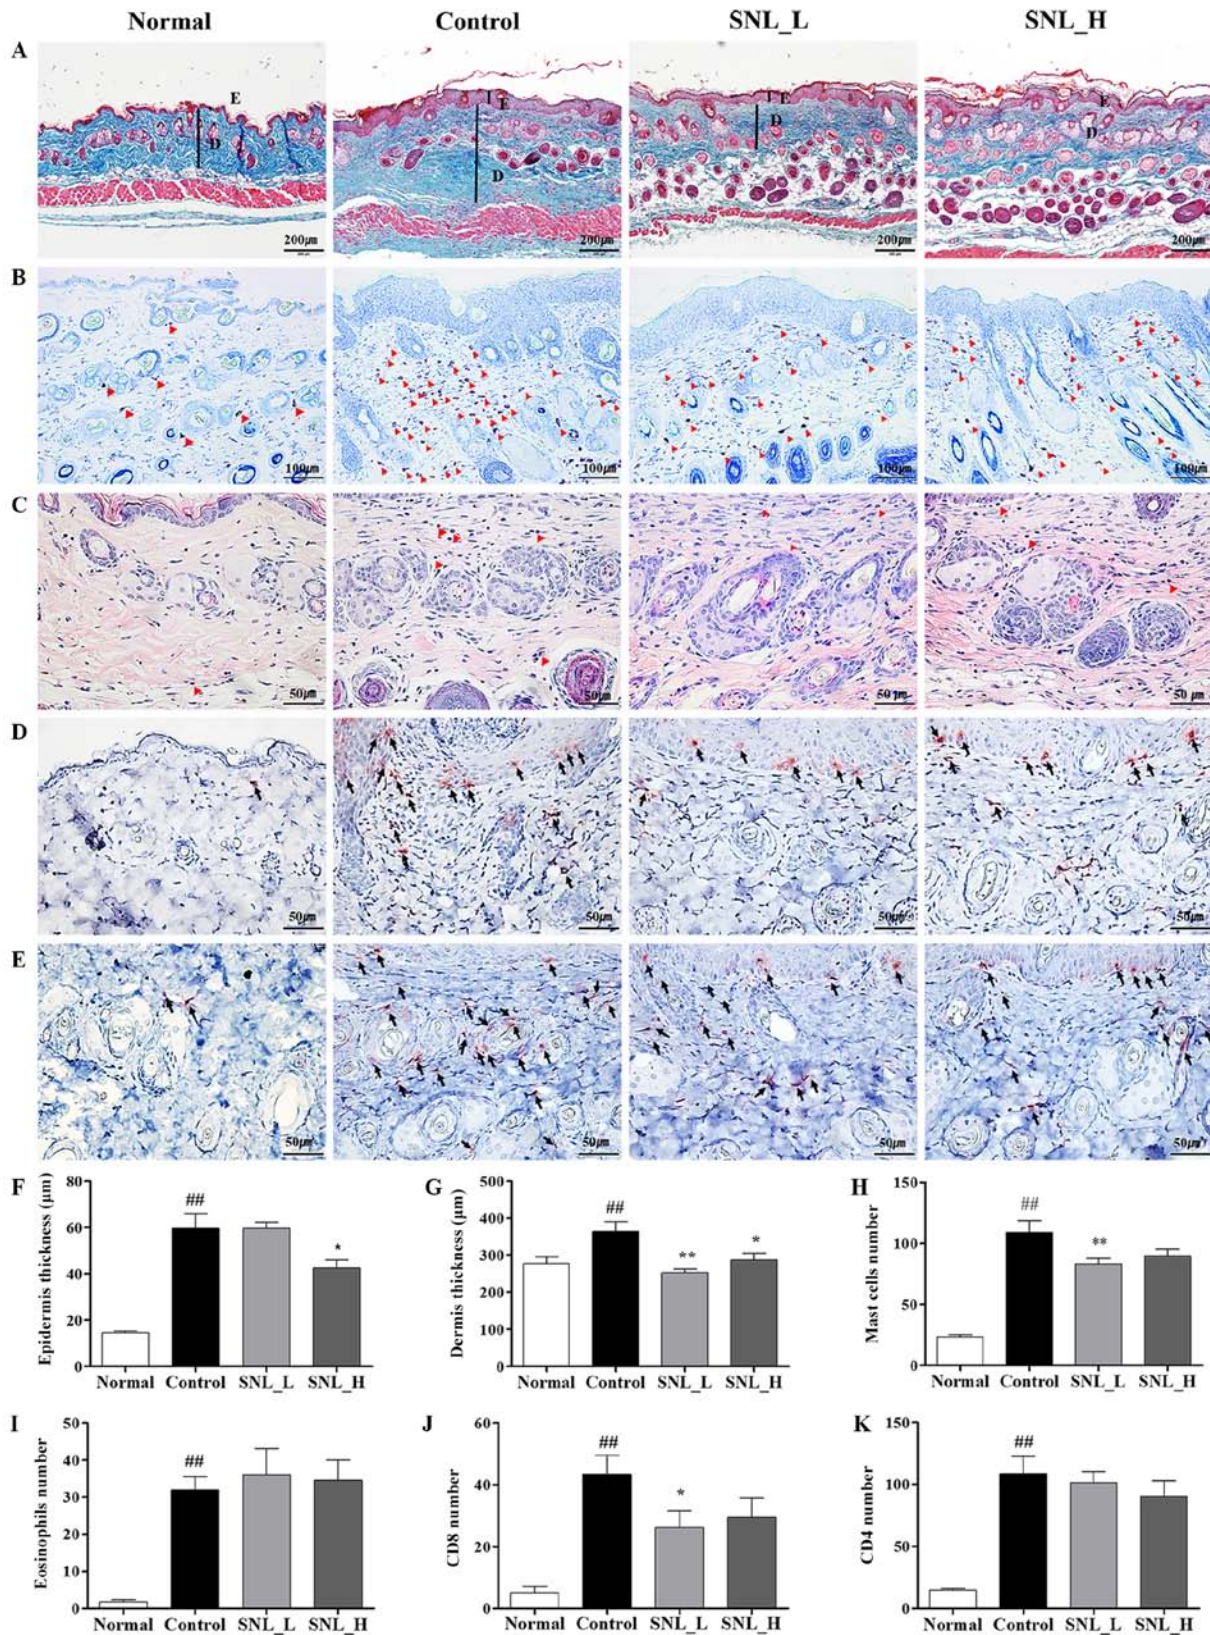 Normal Control SNL_L SNL_H
A
E D 200μm
E D 200μm
E D 200μm
E D 200μm
B
100μm 100μm 100μm 100μm
C
50μm 50μm 50 μm 50 μm
D
50μm 50μm 50μm 50μm
E
50μm 50μm 50μm 50μm
F
Epidermis thickness (μm)
80
60
40
20
0
##
*
Normal Control SNL_L SNL_H
G
Dermis thickness (μm)
500
400
300
200
100
0
##
**
*
Normal Control SNL_L SNL_H
H
Mast cells number
150
100
50
0
##
**
Normal Control SNL_L SNL_H
I
Eosinophils number
50
40
30
20
10
0
##
Normal Control SNL_L SNL_H
J
CD8 number
60
40
20
0
##
*
Normal Control SNL_L SNL_H
K
CD4 number
150
100
50
0
##
Normal Control SNL_L SNL_H